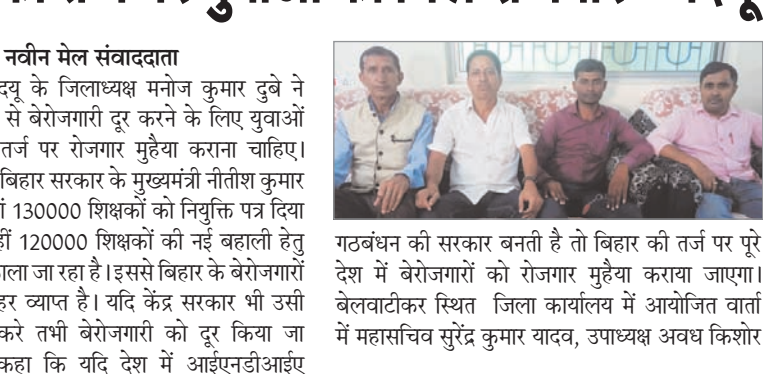 नवीन मेल संवाददाता
के जिलाध्यक्ष मनोज कुमार दुबे ने
से बेरोजगारी दूर करने के लिए युवाओं
तर्ज पर रोजगार मुहैया कराना चाहिए।
बिहार सरकार के मुख्यमंत्री नीतीश कुमार
130000 शिक्षकों को नियुक्ति पत्र दिया
120000 शिक्षकों की नई बहाली हेतु
जा रहा है।इससे बिहार के बेरोजगारों
व्याप्त है। यदि केंद्र सरकार भी उसी
करे तभी बेरोजगारी को दूर किया जा
कहा कि यदि देश में आईएनडीआईए
गठबंधन की सरकार बनती है तो बिहार की तर्ज पर पूरे
देश में बेरोजगारों को रोजगार मुहैया कराया जाएगा।
बेलवाटीकर स्थित जिला कार्यालय में आयोजित वार्ता
में महासचिव सुरेंद्र कुमार यादव, उपाध्यक्ष अवध किशोर